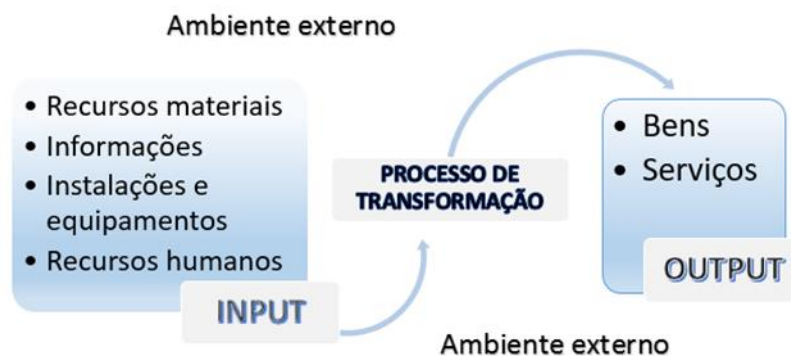 Ambiente externo
• Recursos materiais
• Informações
• Instalações e
equipamentos
• Recursos humanos
INPUT
PROCESSO DE
TRANSFORMAÇÃO
• Bens
• Serviços
OUTPUT
Ambiente externo